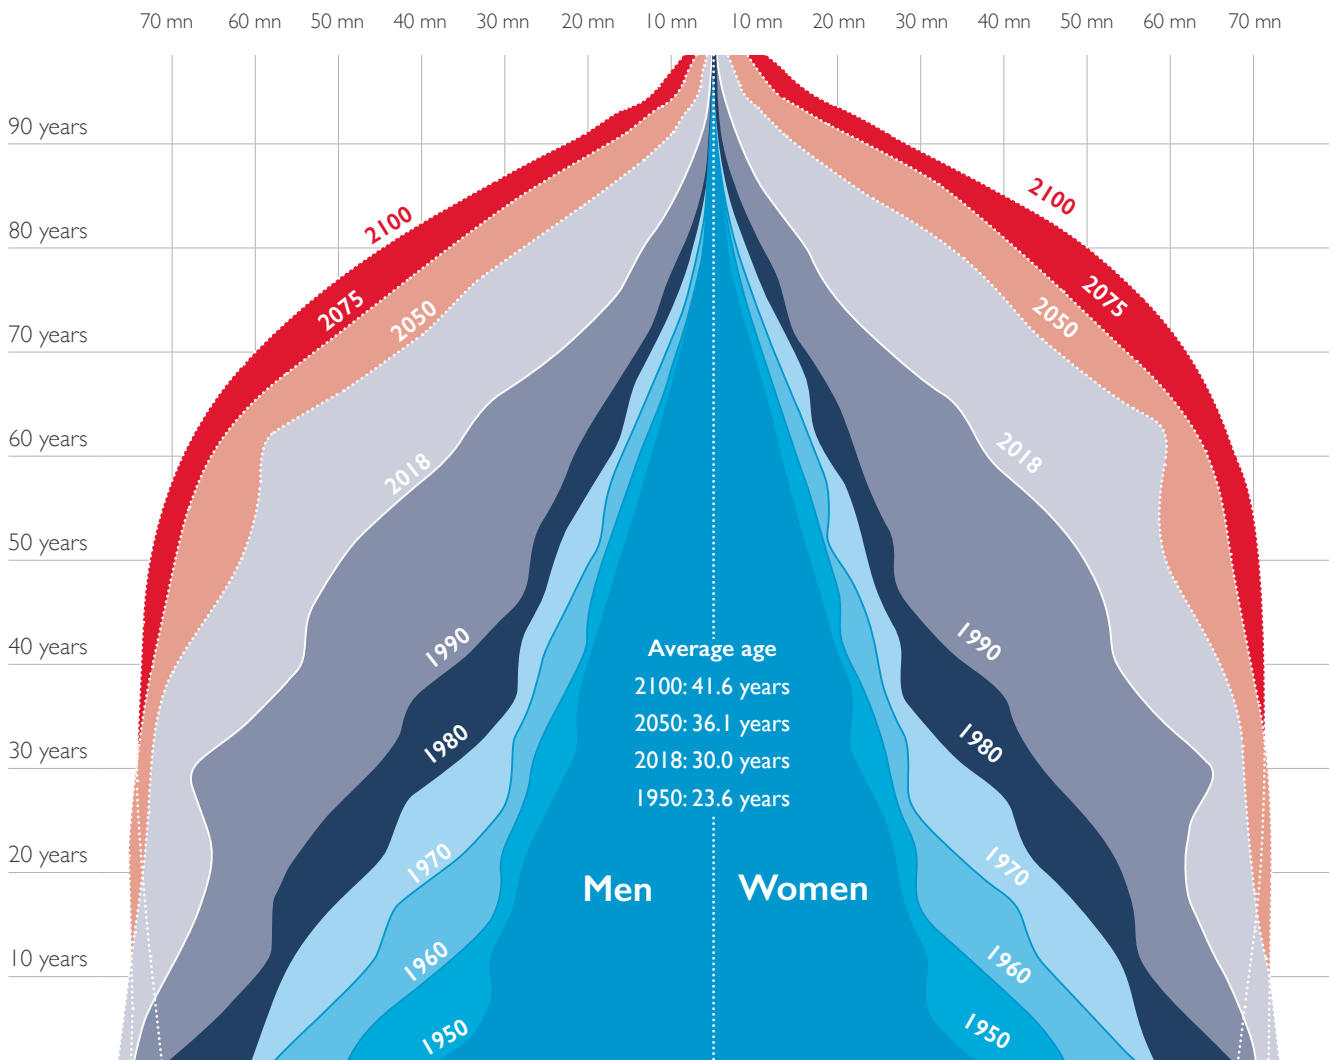 70 mn 60 mn 50 mn 40 mn 30 mn 20 mn 10 mn 10 mn 20 mn 30 mn 40 mn 50 mn 60 mn 70 mn
90 years
2100 2100
80 years
2075 2050 2050 2075
70 years
60 years
2018 2018
50 years
40 years
1990 1990
Average age
2100: 41.6 years
2050: 36.1 years
30 years
1980 1980
2018: 30.0 years
1950: 23.6 years
20 years
1970 1970
Men Women
10 years
1960 1960
1950 1950